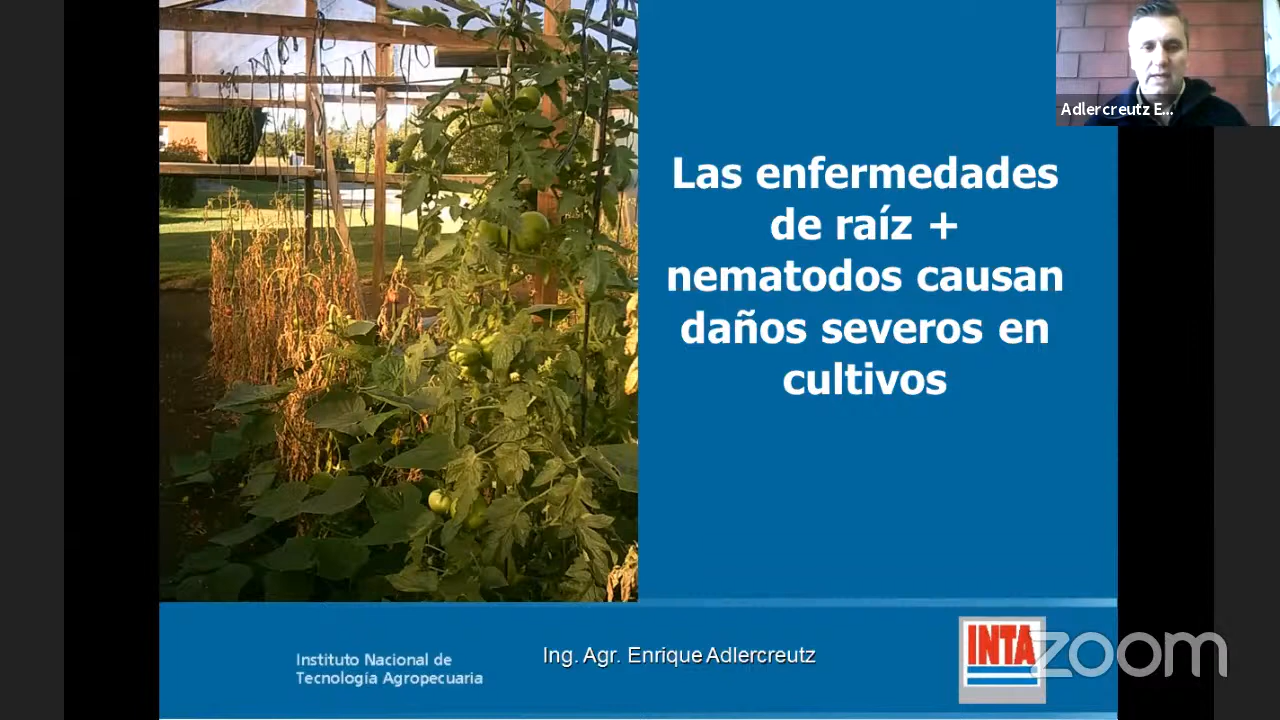 Adlercreutz E...
Las enfermedades
de raíz +
nematodos causan
daños severos en
cultivos
Instituto Nacional de
Tecnología Agropecuaria
Ing. Agr. Enrique Adlercreutz
INTA
zoom